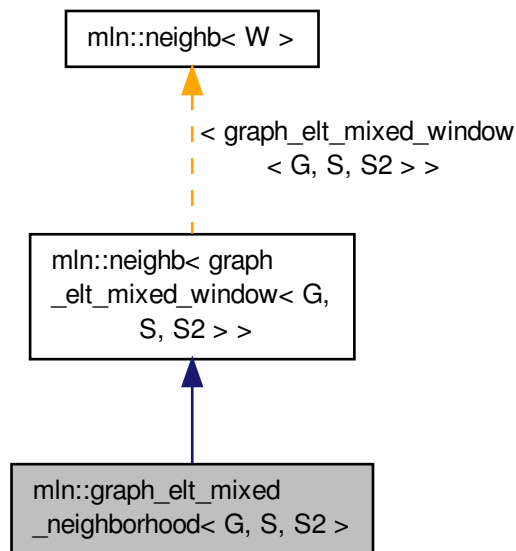 mln::neighb< W >
< graph_elt_mixed_window
< G, S, S2 > >
mln::neighb< graph
_elt_mixed_window< G,
S, S2 > >
mln::graph_elt_mixed
_neighborhood< G, S, S2 >